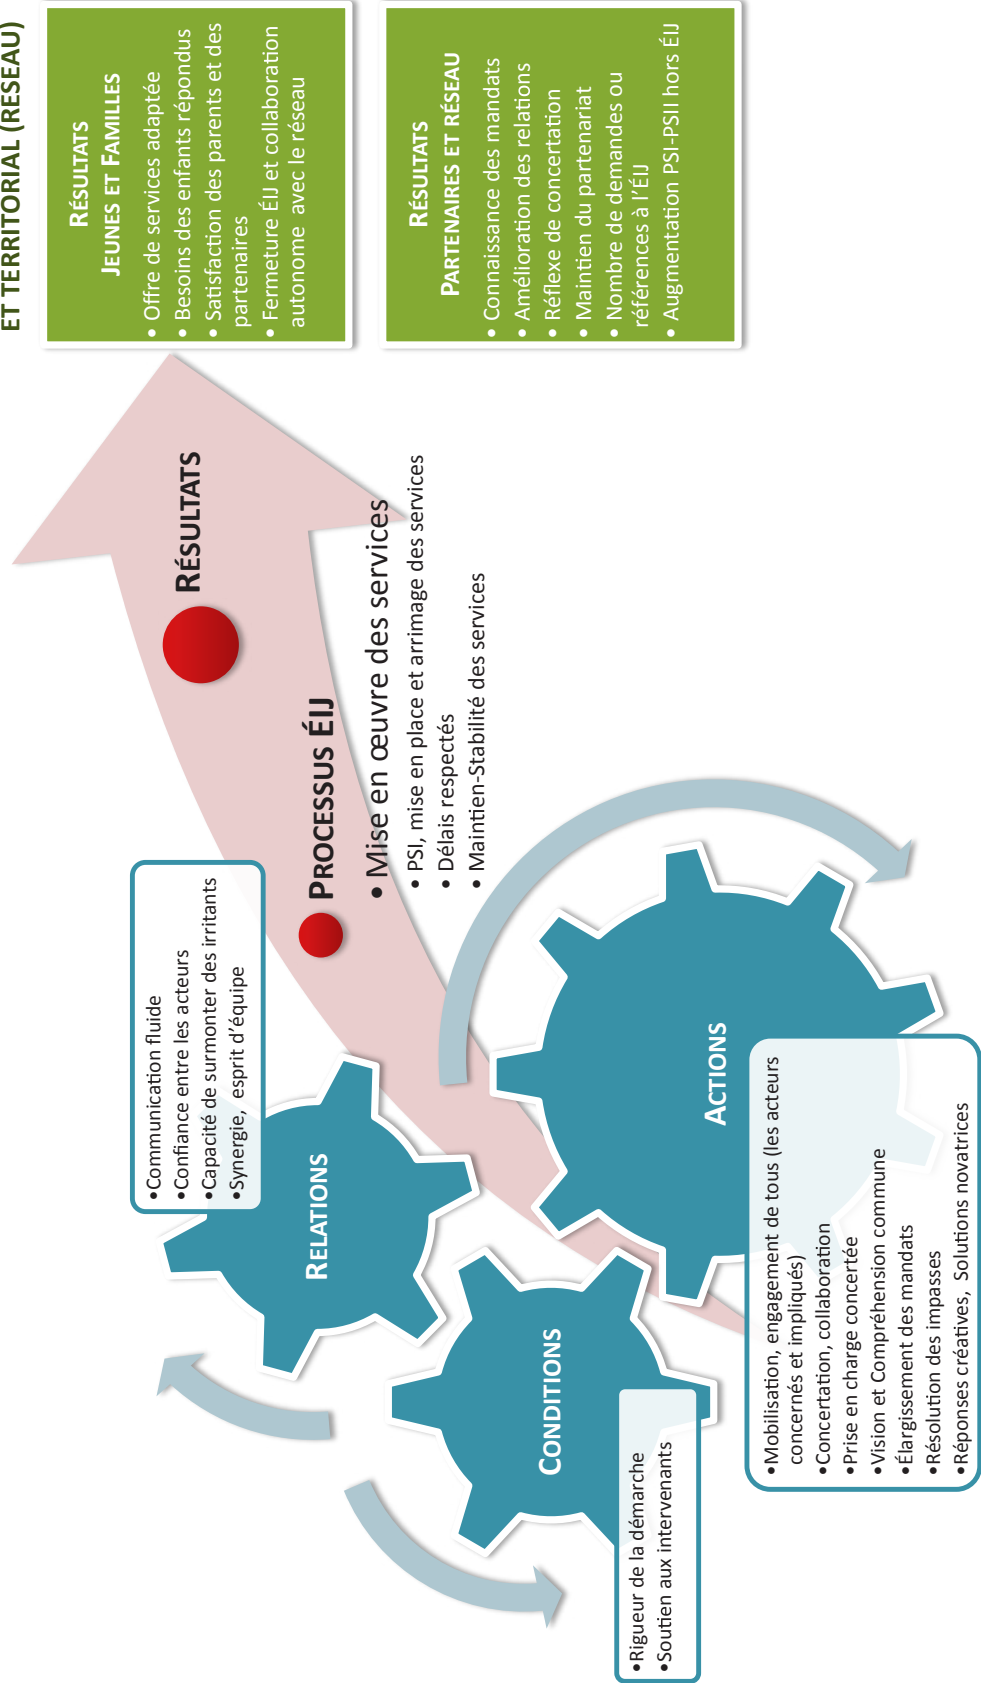 ET TERRITORIAL (RÉSEAU)
•Communication fluide
•Confiance entre les acteurs
•Capacité de surmonter des irritants
•Synergie, esprit d’équipe
RELATIONS
CONDITIONS
•Rigueur de la démarche
•Soutien aux intervenants
ACTIONS
•Mobilisation, engagement de tous (les acteurs
concernés et impliqués)
•Concertation, collaboration
•Prise en charge concertée
•Vision et Compréhension commune
•Élargissement des mandats
•Résolution des impasses
•Réponses créatives, Solutions novatrices
PROCESSUS ÉIJ
• Mise en œuvre des services
• PSI, mise en place et arrimage des services
• Délais respectés
• Maintien-Stabilité des services
RÉSULTATS
RÉSULTATS
JEUNES ET FAMILLES
• Offre de services adaptée
• Besoins des enfants répondus
• Satisfaction des parents et des
partenaires
• Fermeture ÉIJ et collaboration
autonome avec le réseau
RÉSULTATS
PARTENAIRES ET RÉSEAU
• Connaissance des mandats
• Amélioration des relations
• Réflexe de concertation
• Maintien du partenariat
• Nombre de demandes ou
références à l’ÉIJ
• Augmentation PSI-PSII hors ÉIJ